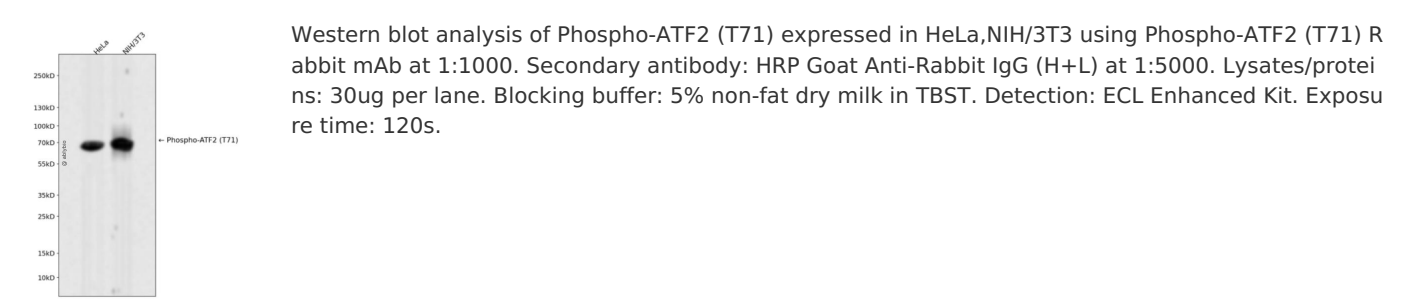 HeLa
NIH/3T3
250kD
130kD
100kD
70kD
55kD
35kD
25kD
15kD
10kD
← Phospho-ATF2 (T71)
Western blot analysis of Phospho-ATF2 (T71) expressed in HeLa,NIH/3T3 using Phospho-ATF2 (T71) R
abbit mAb at 1:1000. Secondary antibody: HRP Goat Anti-Rabbit IgG (H+L) at 1:5000. Lysates/protei
ns: 30ug per lane. Blocking buffer: 5% non-fat dry milk in TBST. Detection: ECL Enhanced Kit. Exposu
re time: 120s.